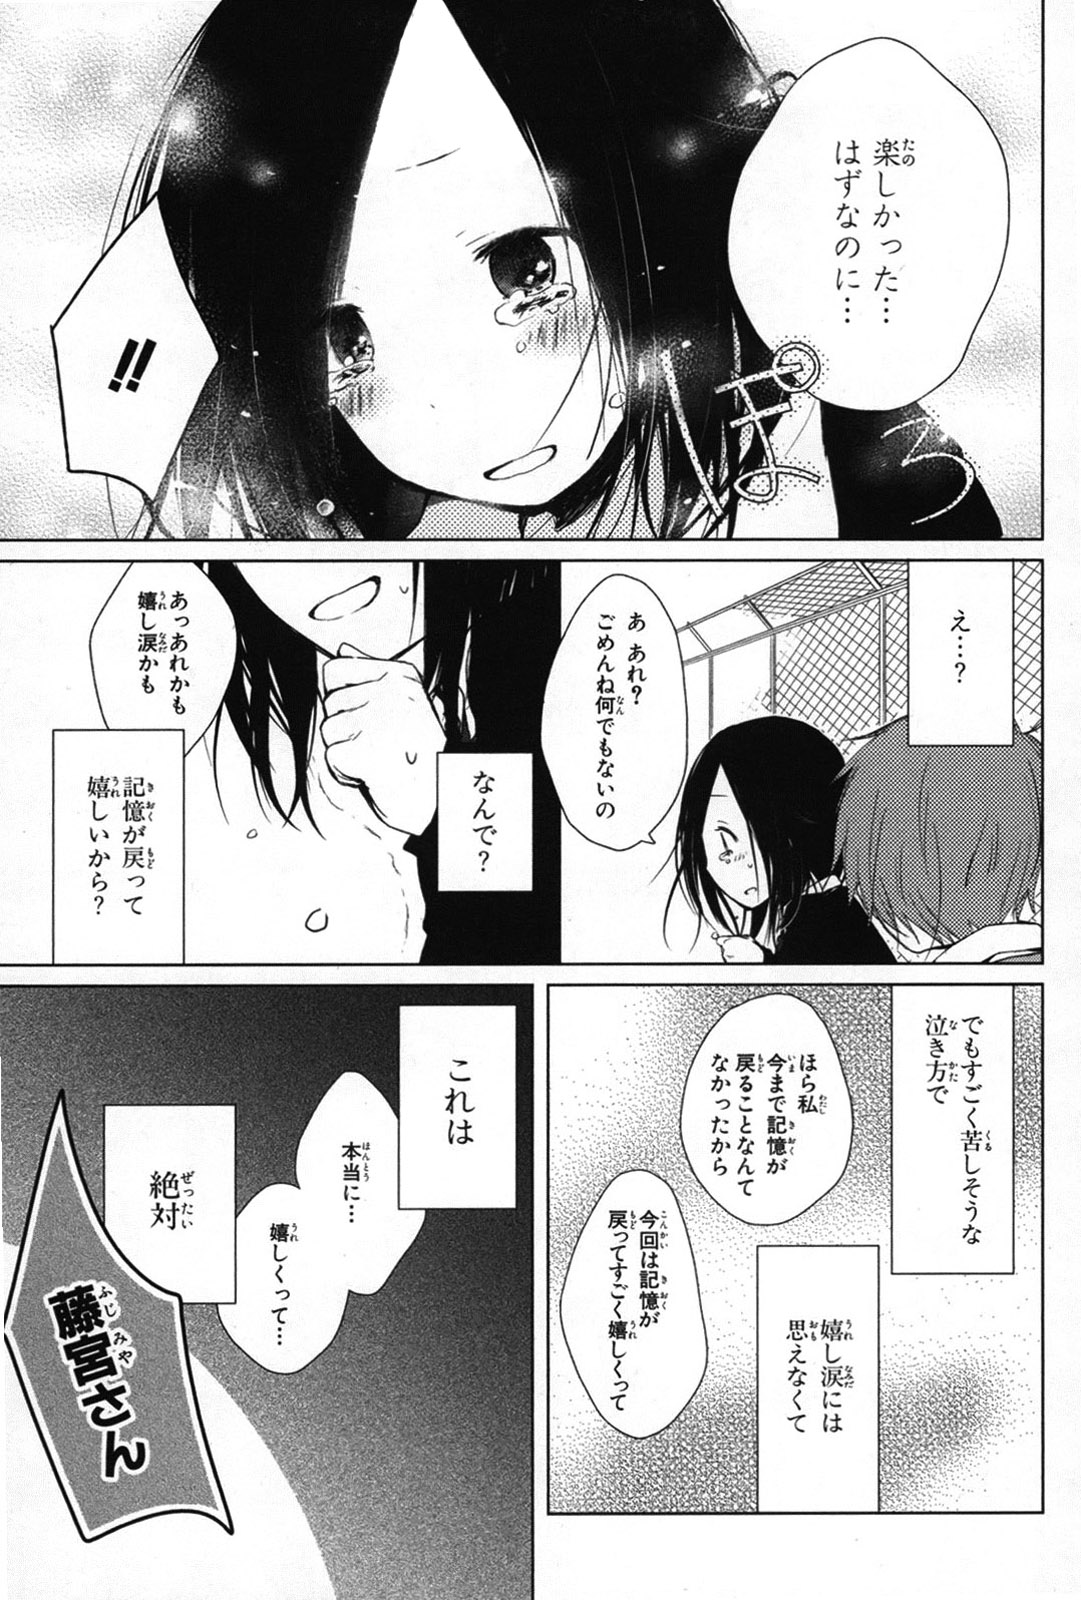 楽しかった…
はずなのに…
ぽろ
!!
え…?
あ あれ?
ごめんね何でもないの
なんで?
あっあれかも
嬉し涙かも
記憶が戻って
嬉しいから?
でもすごく苦しそうな
泣き方で
ほら私
今まで記憶が
戻ることなんて
なかったから
嬉し涙には
思えなくて
今回は記憶が
戻ってすごく嬉しくって
これは
本当に…
嬉しくって…
絶対
藤宮さん